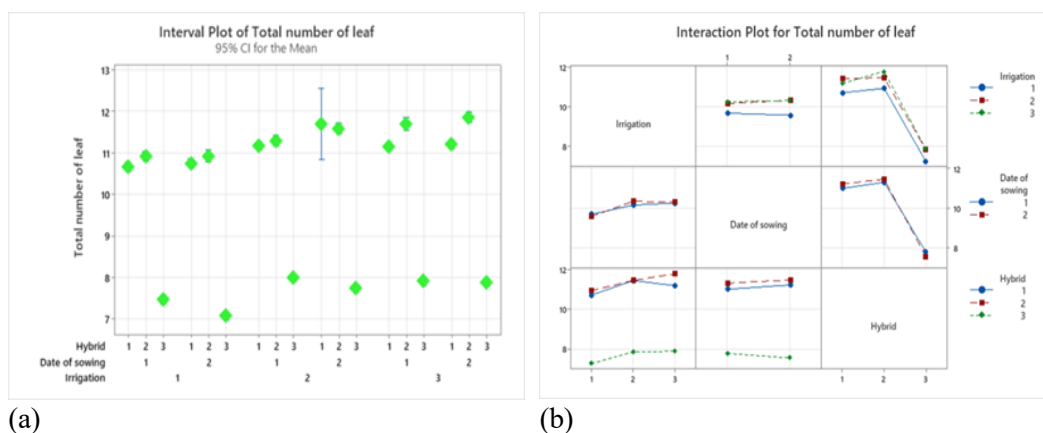 Interval Plot of Total number of leaf
95% CI for the Mean
Total number of leaf
13
12
11
10
9
8
7
Hybrid 1 2 3 1 2 3 1 2 3 1 2 3 1 2 3 1 2 3
Date of sowing 1 2 1 2 1 2
Irrigation 1 2 3
(a)
Interaction Plot for Total number of leaf
1 2
12
10
8
Irrigation
Irrigation
1
2
3
12
10
8
Date of sowing
Date of
sowing
1
2
12
10
8
Hybrid
Hybrid
1
2
3
1 2 3
1 2 3
(b)